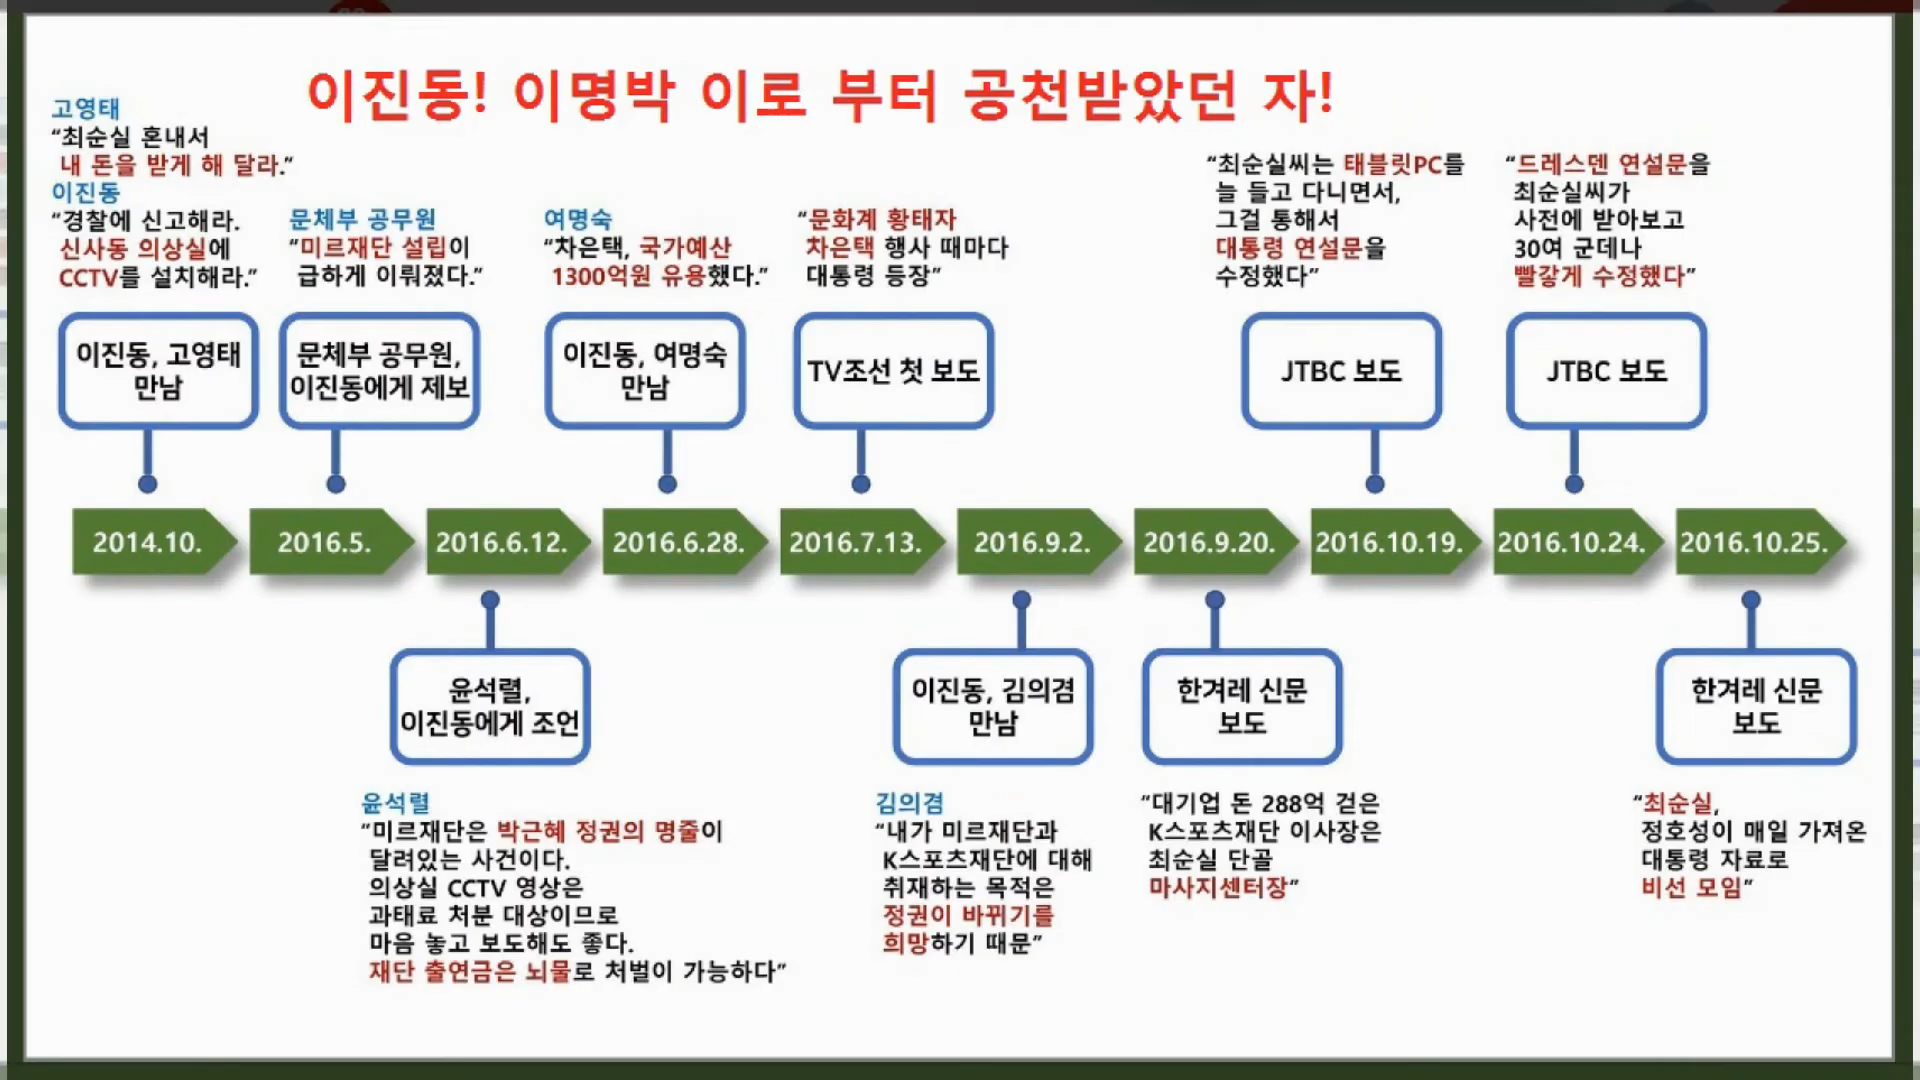 이진동! 이명박 이로 부터 공천받았던 자!
고영태
“최순실 혼내서
내 돈을 받게 해 달라.”
이진동
“경찰에 신고해라.
신사동 의상실에
CCTV를 설치해라.”
문체부 공무원
“미르재단 설립이
급하게 이뤄졌다.”
여명숙
“차은택, 국가예산
1300억원 유용했다.”
“문화계 황태자
차은택 행사 때마다
대통령 등장”
“최순실씨는 태블릿PC를
늘 들고 다니면서,
그걸 통해서
대통령 연설문을
수정했다”
“드레스덴 연설문을
최순실씨가
사전에 받아보고
30여 군데나
빨갛게 수정했다”
이진동, 고영태
만남
문체부 공무원,
이진동에게 제보
이진동, 여명숙
만남
TV조선 첫 보도
JTBC 보도
JTBC 보도
2014.10.
2016.5.
2016.6.12.
2016.6.28.
2016.7.13.
2016.9.2.
2016.9.20.
2016.10.19.
2016.10.24.
2016.10.25.
윤석렬,
이진동에게 조언
이진동, 김의겸
만남
한겨레 신문
보도
한겨레 신문
보도
윤석렬
“미르재단은 박근혜 정권의 명줄이
달려있는 사건이다.
의상실 CCTV 영상은
과태료 처분 대상이므로
마음 놓고 보도해도 좋다.
재단 출연금은 뇌물로 처벌이 가능하다”
김의겸
“내가 미르재단과
K스포츠재단에 대해
취재하는 목적은
정권이 바뀌기를
희망하기 때문”
“대기업 돈 288억 걷은
K스포츠재단 이사장은
최순실 단골
마사지센터장”
“최순실,
정호성이 매일 가져온
대통령 자료로
비선 모임”